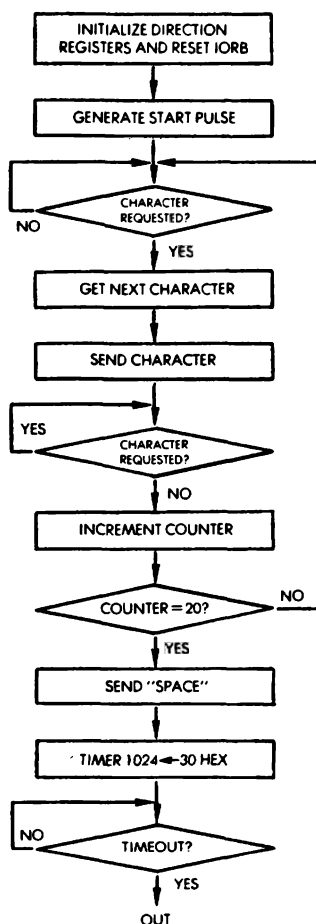 INITIALIZE DIRECTION
REGISTERS AND RESET IORB
GENERATE START PULSE
CHARACTER
REQUESTED?
NO
YES
GET NEXT CHARACTER
SEND CHARACTER
YES
CHARACTER
REQUESTED?
NO
INCREMENT COUNTER
COUNTER = 20?
NO
YES
SEND "SPACE"
TIMER 1024←30 HEX
NO
TIMEOUT?
YES
OUT